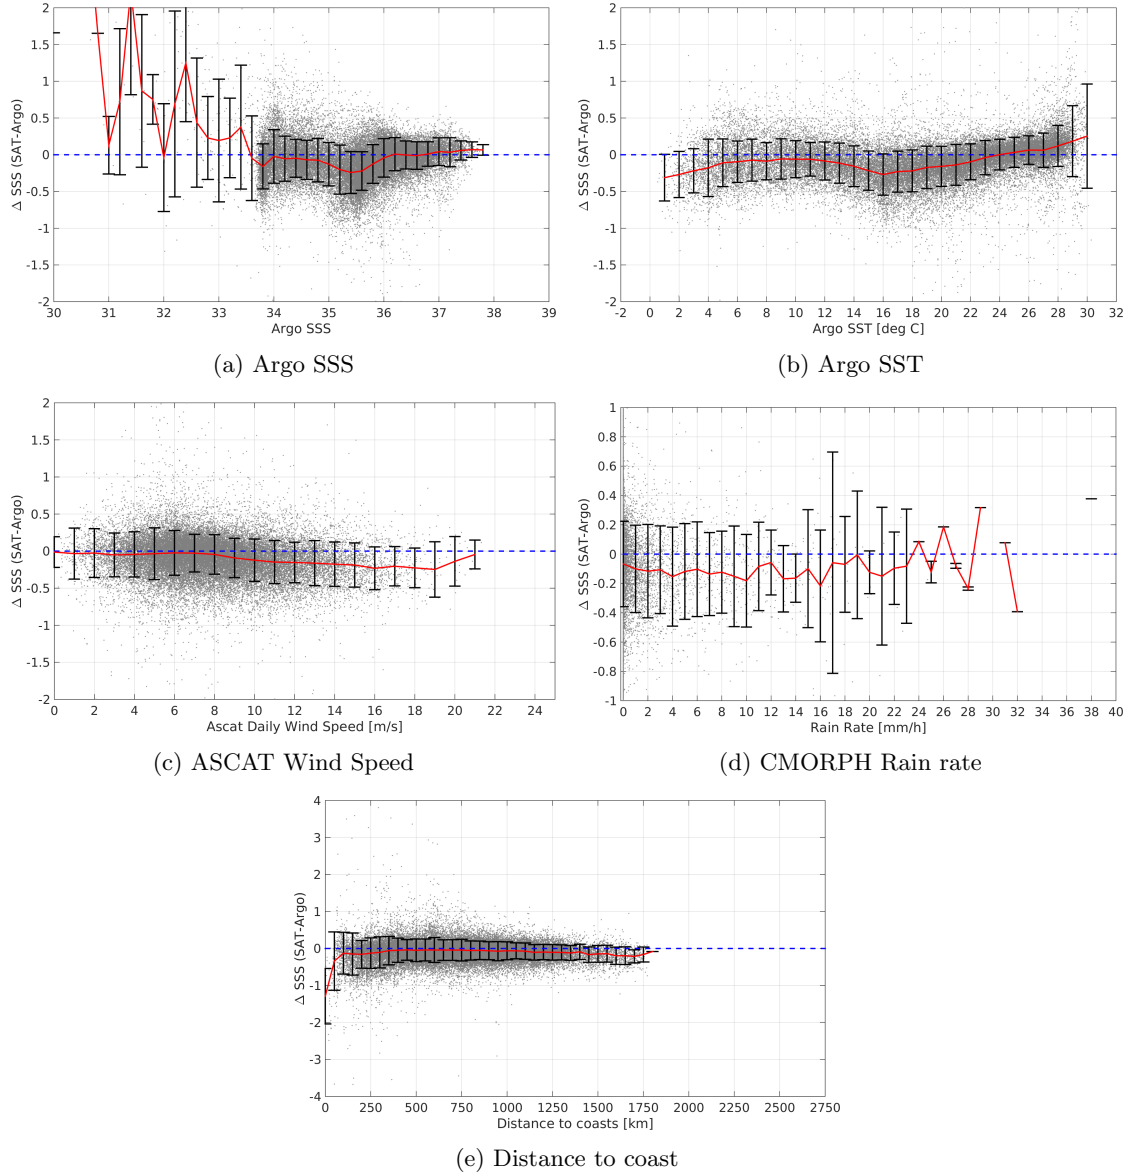 2
1.5
1
0.5
0
-0.5
-1
-1.5
-2
Δ SSS (SAT-Argo)
30 31 32 33 34 35 36 37 38 39
Argo SSS
(a) Argo SSS
2
1.5
1
0.5
0
-0.5
-1
-1.5
-2
Δ SSS (SAT-Argo)
-2 0 2 4 6 8 10 12 14 16 18 20 22 24 26 28 30 32
Argo SST [deg C]
(b) Argo SST
2
1.5
1
0.5
0
-0.5
-1
-1.5
-2
Δ SSS (SAT-Argo)
0 2 4 6 8 10 12 14 16 18 20 22 24
Ascat Daily Wind Speed [m/s]
(c) ASCAT Wind Speed
1
0.8
0.6
0.4
0.2
0
-0.2
-0.4
-0.6
-0.8
-1
Δ SSS (SAT-Argo)
0 2 4 6 8 10 12 14 16 18 20 22 24 26 28 30 32 34 36 38 40
Rain Rate [mm/h]
(d) CMORPH Rain rate
4
3
2
1
0
-1
-2
-3
-4
Δ SSS (SAT-Argo)
0 250 500 750 1000 1250 1500 1750 2000 2250 2500 2750
Distance to coasts [km]
(e) Distance to coast